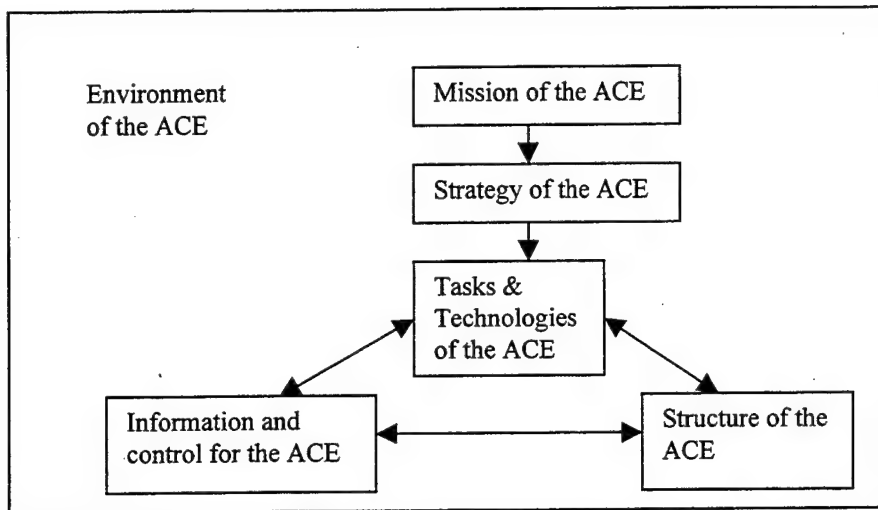 Environment
of the ACE
Mission of the ACE
Strategy of the ACE
Tasks &
Technologies
of the ACE
Information and
control for the ACE
Structure of the
ACE